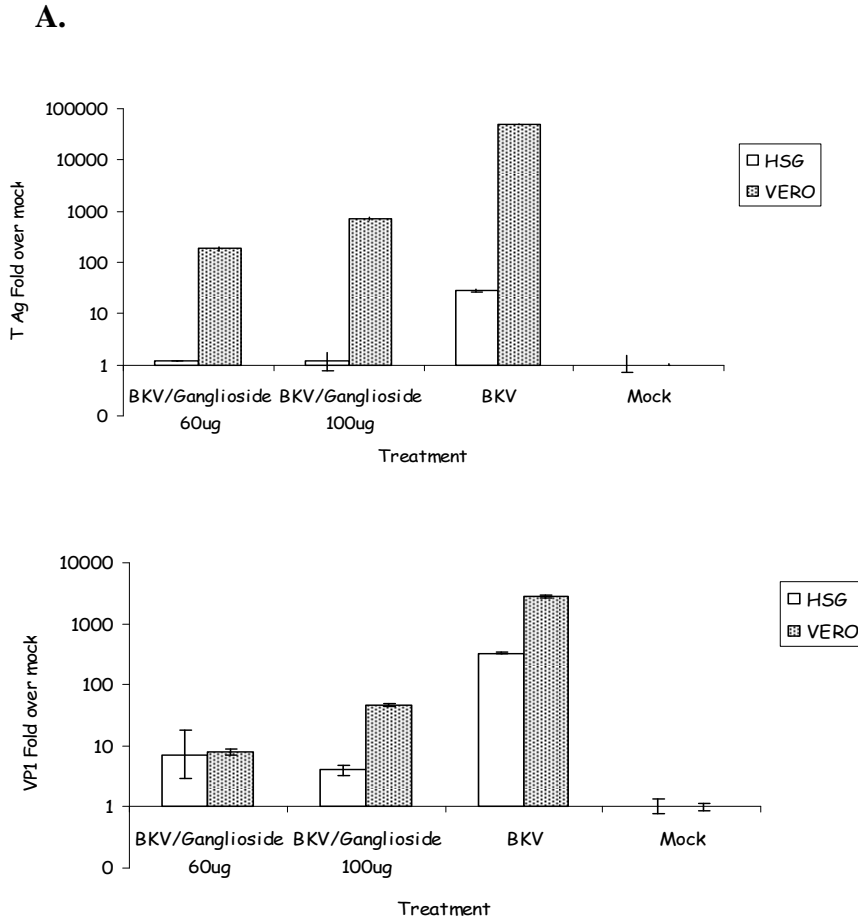 A.
100000
10000
1000
100
10
1
0
T Ag Fold over mock
HSG
VERO
BKV/Ganglioside 60ug
BKV/Ganglioside 100ug
BKV
Mock
Treatment
10000
1000
100
10
1
0
VP1 Fold over mock
HSG
VERO
BKV/Ganglioside 60ug
BKV/Ganglioside 100ug
BKV
Mock
Treatment